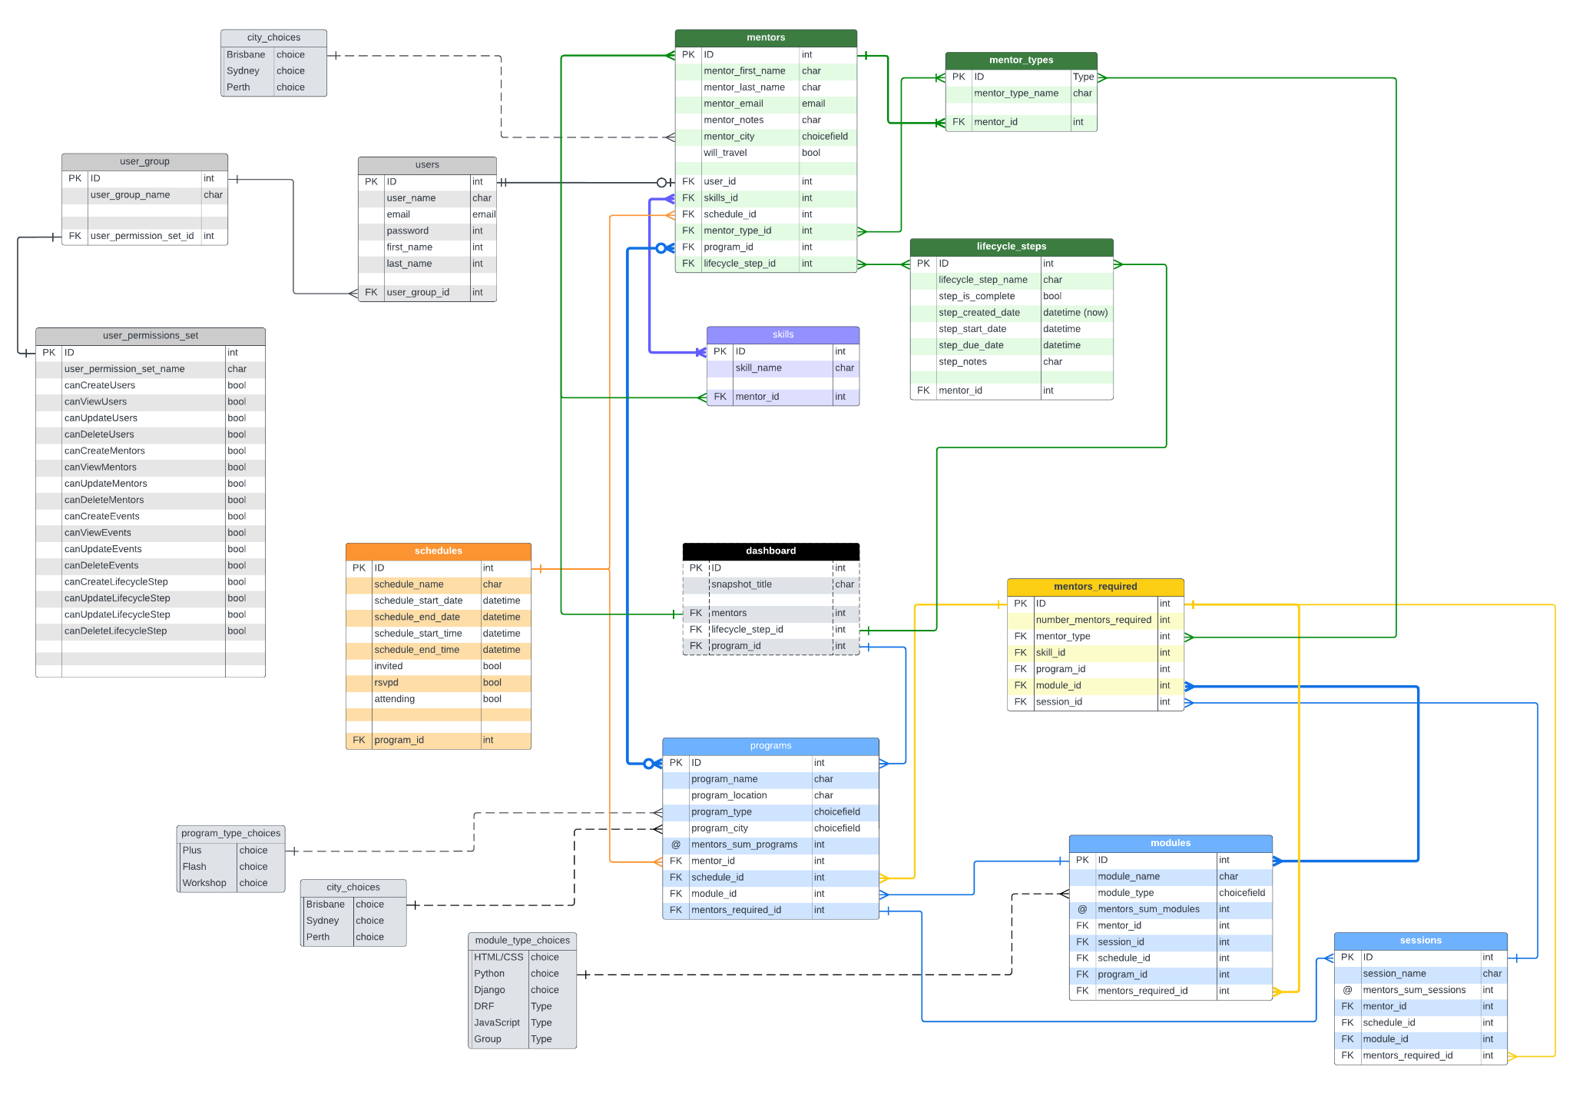 city_choices
Brisbane choice
Sydney choice
Perth choice
mentors
PK ID int
mentor_first_name char
mentor_last_name char
mentor_email email
mentor_notes char
mentor_city choicefield
will_travel bool
FK user_id int
FK skills_id int
FK schedule_id int
FK mentor_type_id int
FK program_id int
FK lifecycle_step_id int
mentor_types
PK ID Type
mentor_type_name char
FK mentor_id int
user_group
PK ID int
user_group_name char
FK user_permission_set_id int
users
PK ID int
user_name char
email email
password int
first_name int
last_name int
FK user_group_id int
lifecycle_steps
PK ID int
lifecycle_step_name char
step_is_complete bool
step_created_date datetime (now)
step_start_date datetime
step_due_date datetime
step_notes char
FK mentor_id int
user_permissions_set
PK ID int
user_permission_set_name char
canCreateUsers bool
canViewUsers bool
canUpdateUsers bool
canDeleteUsers bool
canCreateMentors bool
canViewMentors bool
canUpdateMentors bool
canDeleteMentors bool
canCreateEvents bool
canViewEvents bool
canUpdateEvents bool
canDeleteEvents bool
canCreateLifecycleStep bool
canUpdateLifecycleStep bool
canUpdateLifecycleStep bool
canDeleteLifecycleStep bool
skills
PK ID int
skill_name char
FK mentor_id int
schedules
PK ID int
schedule_name char
schedule_start_date datetime
schedule_end_date datetime
schedule_start_time datetime
schedule_end_time datetime
invited bool
rsvpd bool
attending bool
FK program_id int
dashboard
PK ID int
snapshot_title char
FK mentors int
FK lifecycle_step_id int
FK program_id int
mentors_required
PK ID int
number_mentors_required int
FK mentor_type int
FK skill_id int
FK program_id int
FK module_id int
FK session_id int
programs
PK ID int
program_name char
program_location char
program_type choicefield
program_city choicefield
@ mentors_sum_programs int
FK mentor_id int
FK schedule_id int
FK module_id int
FK mentors_required_id int
program_type_choices
Plus choice
Flash choice
Workshop choice
city_choices
Brisbane choice
Sydney choice
Perth choice
module_type_choices
HTML/CSS choice
Python choice
Django choice
DRF Type
JavaScript Type
Group Type
modules
PK ID int
module_name char
module_type choicefield
@ mentors_sum_modules int
FK mentor_id int
FK session_id int
FK schedule_id int
FK program_id int
FK mentors_required_id int
sessions
PK ID int
session_name char
@ mentors_sum_sessions int
FK mentor_id int
FK schedule_id int
FK module_id int
FK mentors_required_id int